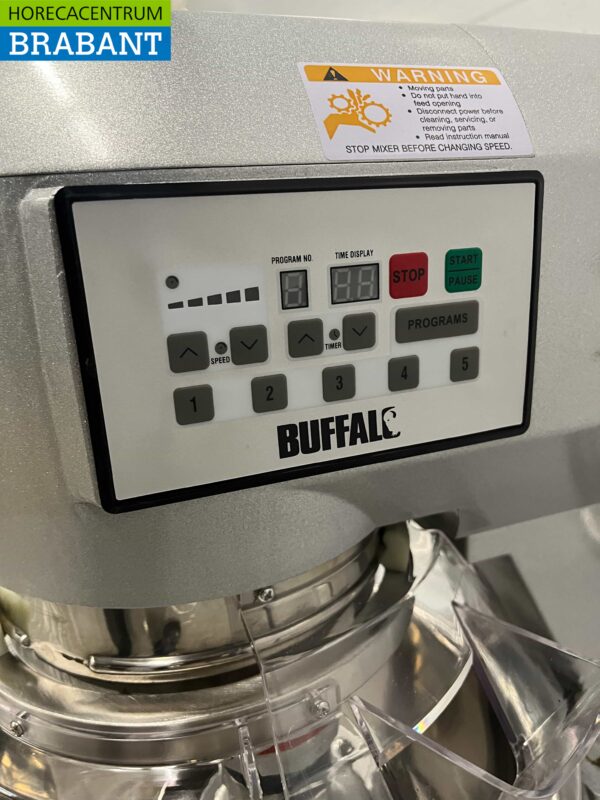 HORECACENTRUM
BRABANT
WARNING
• Moving parts
• Do not put hand into
feed opening
• Disconnect power before
cleaning, servicing, or
removing parts
• Read instruction manual
STOP MIXER BEFORE CHANGING SPEED.
PROGRAM NO.
TIME DISPLAY
STOP
START
PAUSE
SPEED
TIMER
PROGRAMS
1
2
3
4
5
BUFFALO